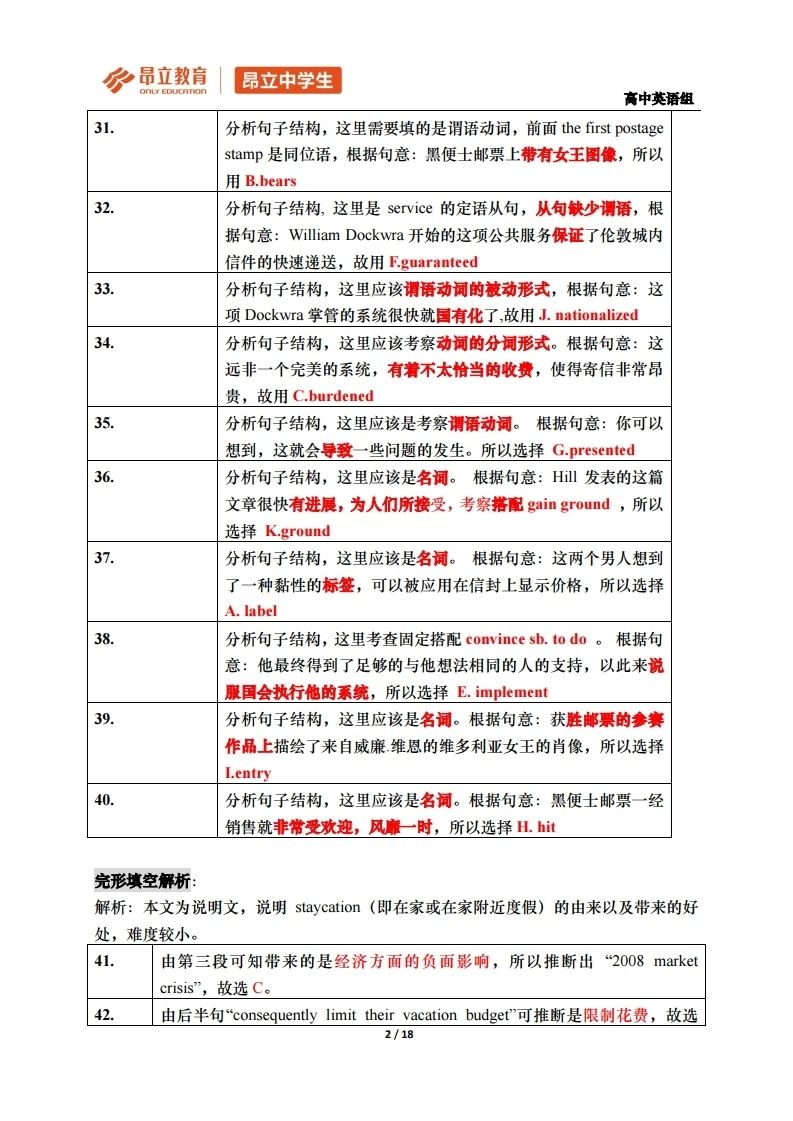 昂立教育 昂立中学生
ONLY EDUCATION
高中英语组
31. 分析句子结构，这里需要填的是谓语动词，前面 the first postage
stamp 是同位语，根据句意：黑便士邮票上带有女王图像，所以
用 B.bears
32. 分析句子结构, 这里是 service 的定语从句，从句缺少谓语，根
据句意：William Dockwra 开始的这项公共服务保证了伦敦城内
信件的快速递送，故用 F.guaranteed
33. 分析句子结构，这里应该谓语动词的被动形式，根据句意：这
项 Dockwra 掌管的系统很快就国有化了,故用 J. nationalized
34. 分析句子结构，这里应该考察动词的分词形式。根据句意：这
远非一个完美的系统，有着不太恰当的收费，使得寄信非常昂
贵，故用 C.burdened
35. 分析句子结构，这里应该是考察谓语动词。 根据句意：你可以
想到，这就会导致一些问题的发生。所以选择 G.presented
36. 分析句子结构，这里应该是名词。 根据句意：Hill 发表的这篇
文章很快有进展，为人们所接受，考察搭配 gain ground ，所以
选择 K.ground
37. 分析句子结构，这里应该是名词。 根据句意：这两个男人想到
了一种黏性的标签，可以被应用在信封上显示价格，所以选择
A. label
38. 分析句子结构，这里考查固定搭配 convince sb. to do 。 根据句
意：他最终得到了足够的与他想法相同的人的支持，以此来说
服国会执行他的系统，所以选择 E. implement
39. 分析句子结构，这里应该是名词。根据句意：获胜邮票的参赛
作品上描绘了来自威廉.维恩的维多利亚女王的肖像，所以选择
I.entry
40. 分析句子结构，这里应该是名词。根据句意：黑便士邮票一经
销售就非常受欢迎，风靡一时，所以选择 H. hit
完形填空解析：
解析：本文为说明文，说明 staycation（即在家或在家附近度假）的由来以及带来的好
处，难度较小。
41. 由第三段可知带来的是经济方面的负面影响，所以推断出 “2008 market
crisis”，故选 C。
42. 由后半句“consequently limit their vacation budget”可推断是限制花费，故选
2 / 18